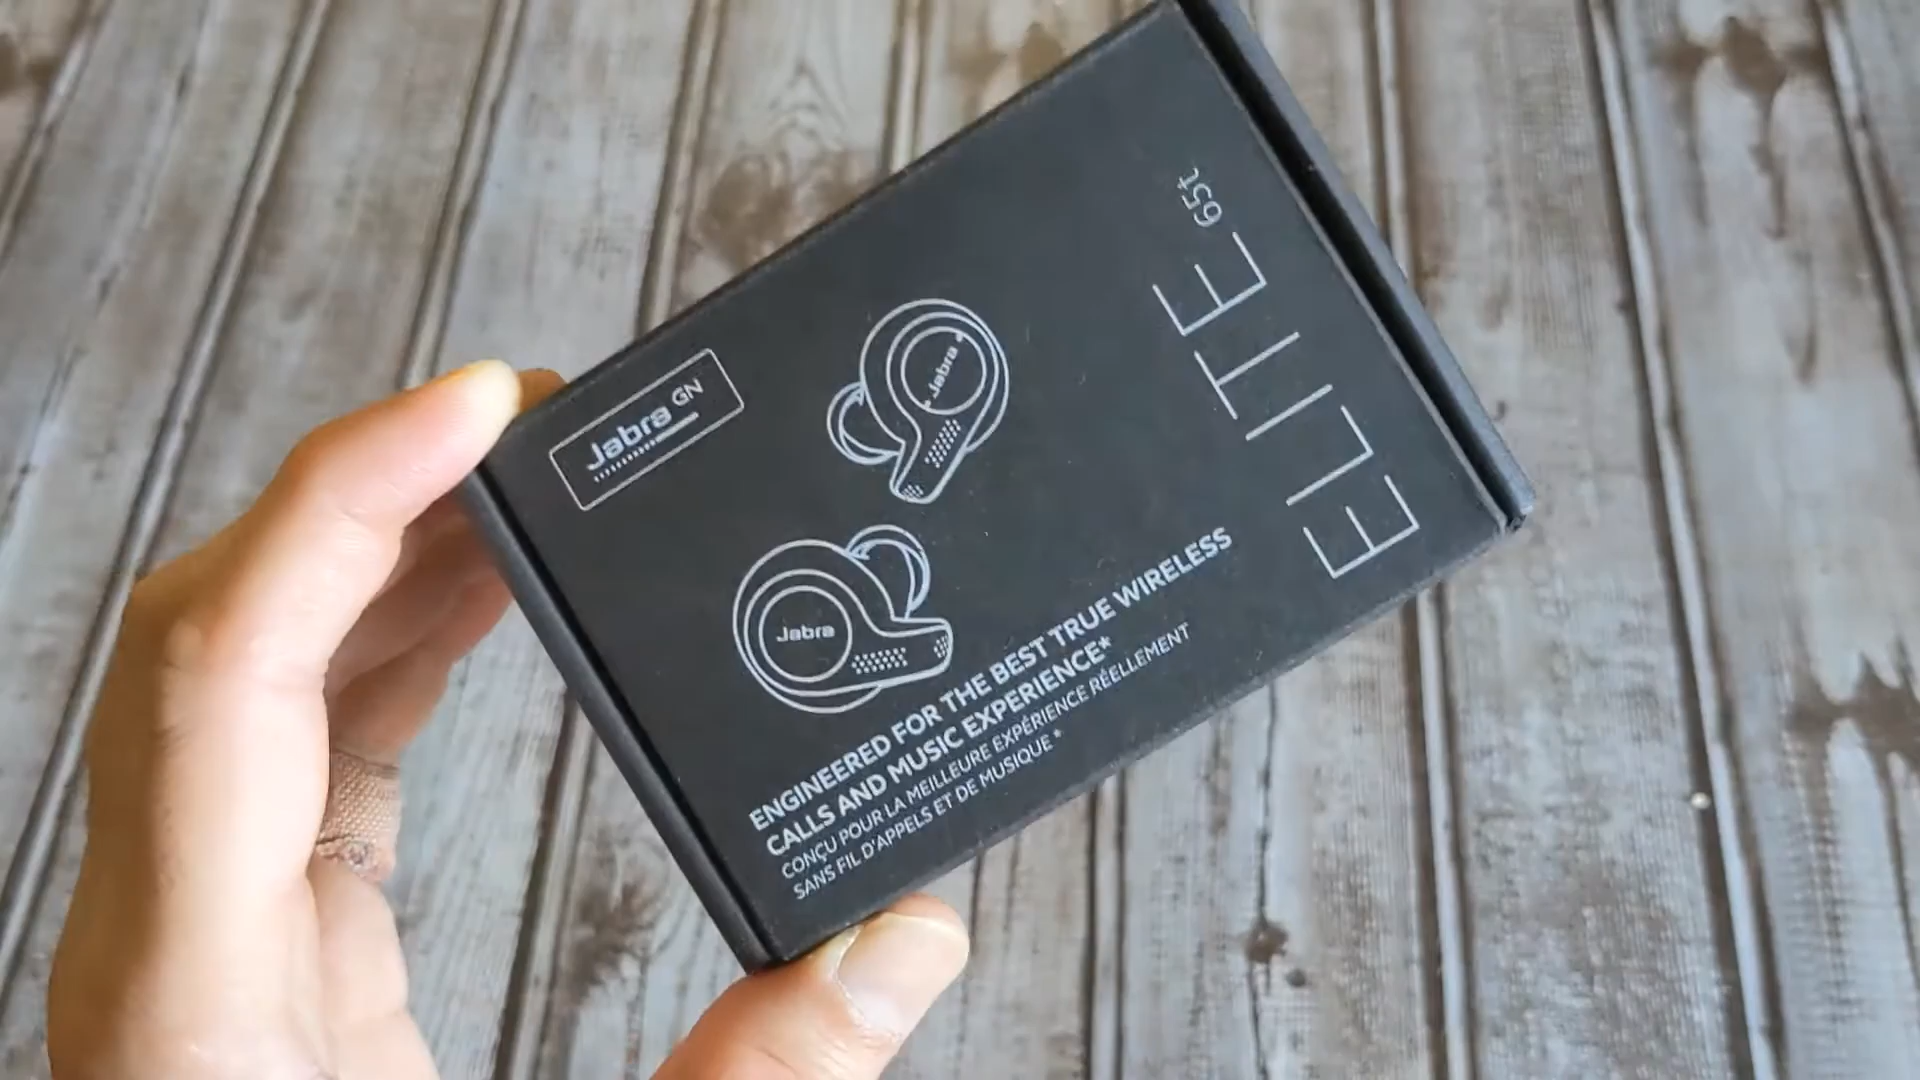 Jabra GN
Jabra
Jabra
ELITE 65t
ENGINEERED FOR THE BEST TRUE WIRELESS
CALLS AND MUSIC EXPERIENCE*
CONÇU POUR LA MEILLEURE EXPÉRIENCE RÉELLEMENT
SANS FIL D'APPELS ET DE MUSIQUE *